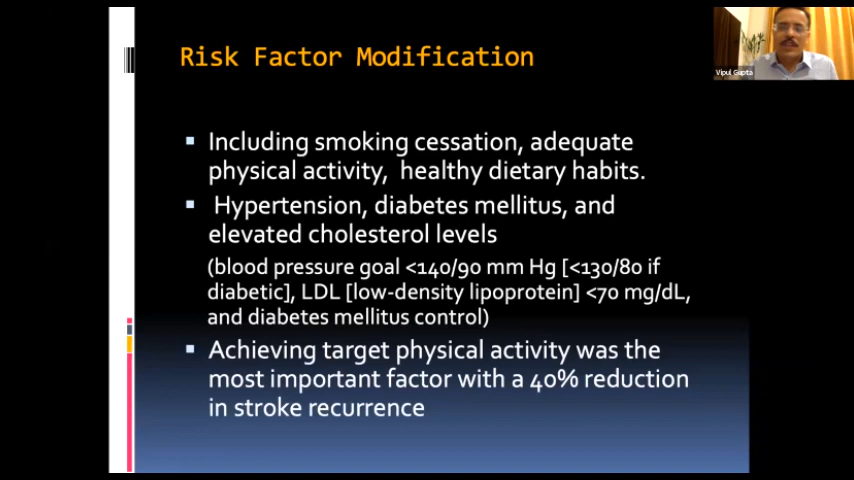 Risk Factor Modification
Vipul Gupta
Including smoking cessation, adequate
physical activity, healthy dietary habits.
Hypertension, diabetes mellitus, and
elevated cholesterol levels
(blood pressure goal <140/90 mm Hg [<130/80 if
diabetic], LDL [low-density lipoprotein] <70 mg/dL,
and diabetes mellitus control)
Achieving target physical activity was the
most important factor with a 40% reduction
in stroke recurrence